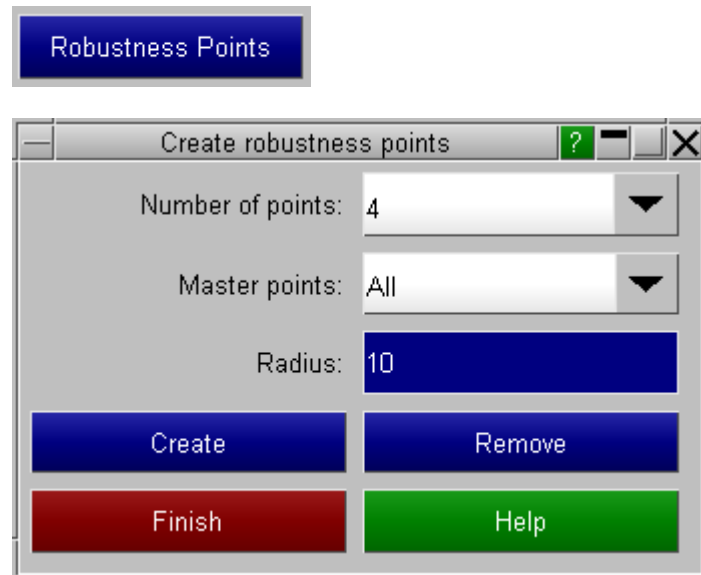 Robustness Points
Create robustness points ?
Number of points: 4
Master points: All
Radius: 10
Create Remove
Finish Help